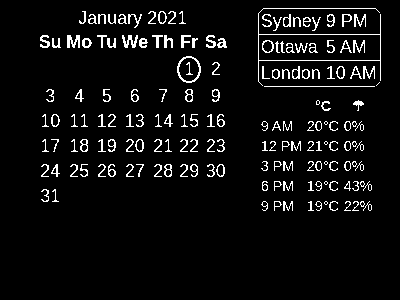 January 2021
Su Mo Tu We Th Fr Sa
1 2
3 4 5 6 7 8 9
10 11 12 13 14 15 16
17 18 19 20 21 22 23
24 25 26 27 28 29 30
31
Sydney 9 PM
Ottawa 5 AM
London 10 AM
°C
9 AM 20°C 0%
12 PM 21°C 0%
3 PM 20°C 0%
6 PM 19°C 43%
9 PM 19°C 22%